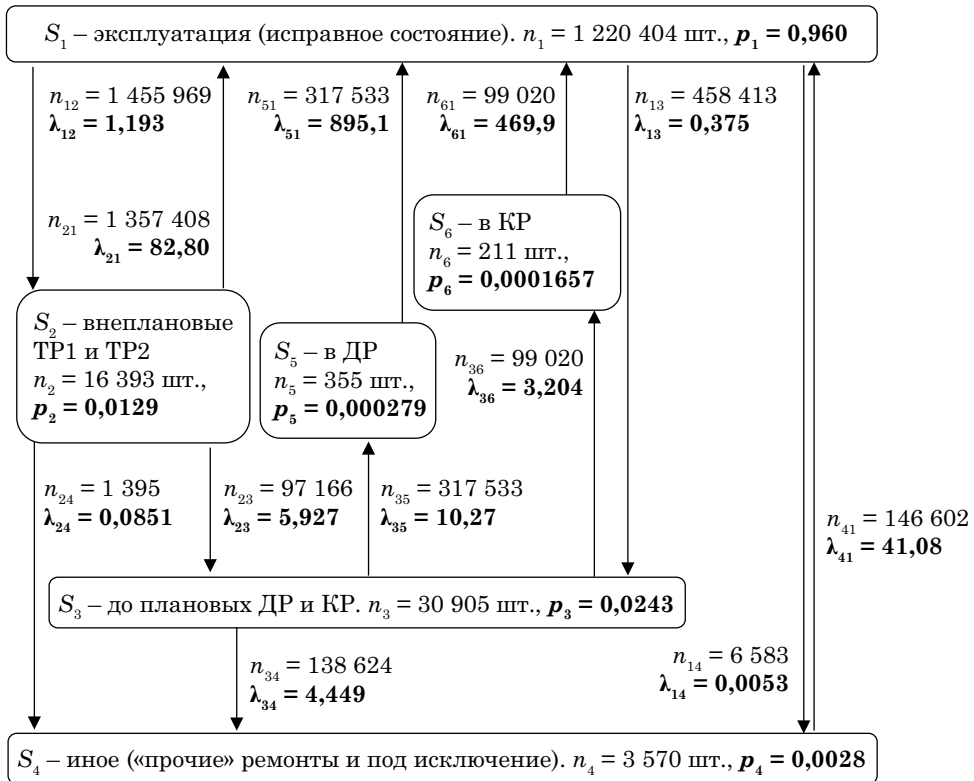 S₁ – эксплуатация (исправное состояние). n₁ = 1 220 404 шт., p₁ = 0,960
n₁₂ = 1 455 969
λ₁₂ = 1,193
n₅₁ = 317 533
λ₅₁ = 895,1
n₆₁ = 99 020
λ₆₁ = 469,9
n₁₃ = 458 413
λ₁₃ = 0,375
n₂₁ = 1 357 408
λ₂₁ = 82,80
S₆ – в КР
n₆ = 211 шт.,
p₆ = 0,0001657
S₂ – внеплановые
ТР1 и ТР2
n₂ = 16 393 шт.,
p₂ = 0,0129
S₅ – в ДР
n₅ = 355 шт.,
p₅ = 0,000279
n₃₆ = 99 020
λ₃₆ = 3,204
n₂₄ = 1 395
λ₂₄ = 0,0851
n₂₃ = 97 166
λ₂₃ = 5,927
n₃₅ = 317 533
λ₃₅ = 10,27
n₄₁ = 146 602
λ₄₁ = 41,08
S₃ – до плановых ДР и КР. n₃ = 30 905 шт., p₃ = 0,0243
n₃₄ = 138 624
λ₃₄ = 4,449
n₁₄ = 6 583
λ₁₄ = 0,0053
S₄ – иное («прочие» ремонты и под исключение). n₄ = 3 570 шт., p₄ = 0,0028